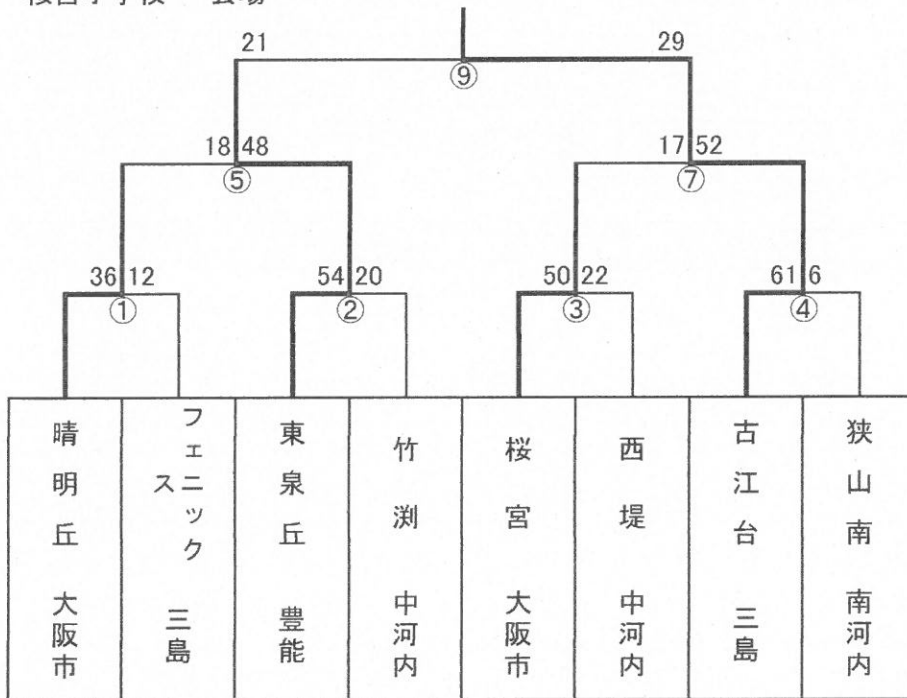 21 29
⑨
18 48 17 52
⑤ ⑦
36 12 54 20 50 22 61 6
① ② ③ ④
晴明丘 大阪市
フェニックス 三島
東泉丘 豊能
竹渕 中河内
桜宮 大阪市
西堤 中河内
古江台 三島
狭山南 南河内